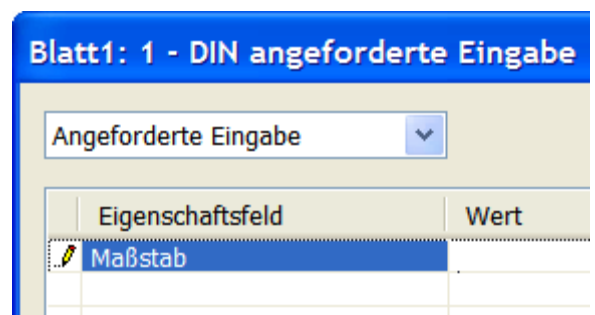 Blatt1: 1 - DIN angeforderte Eingabe
Angeforderte Eingabe
Eigenschaftsfeld Wert
Maßstab